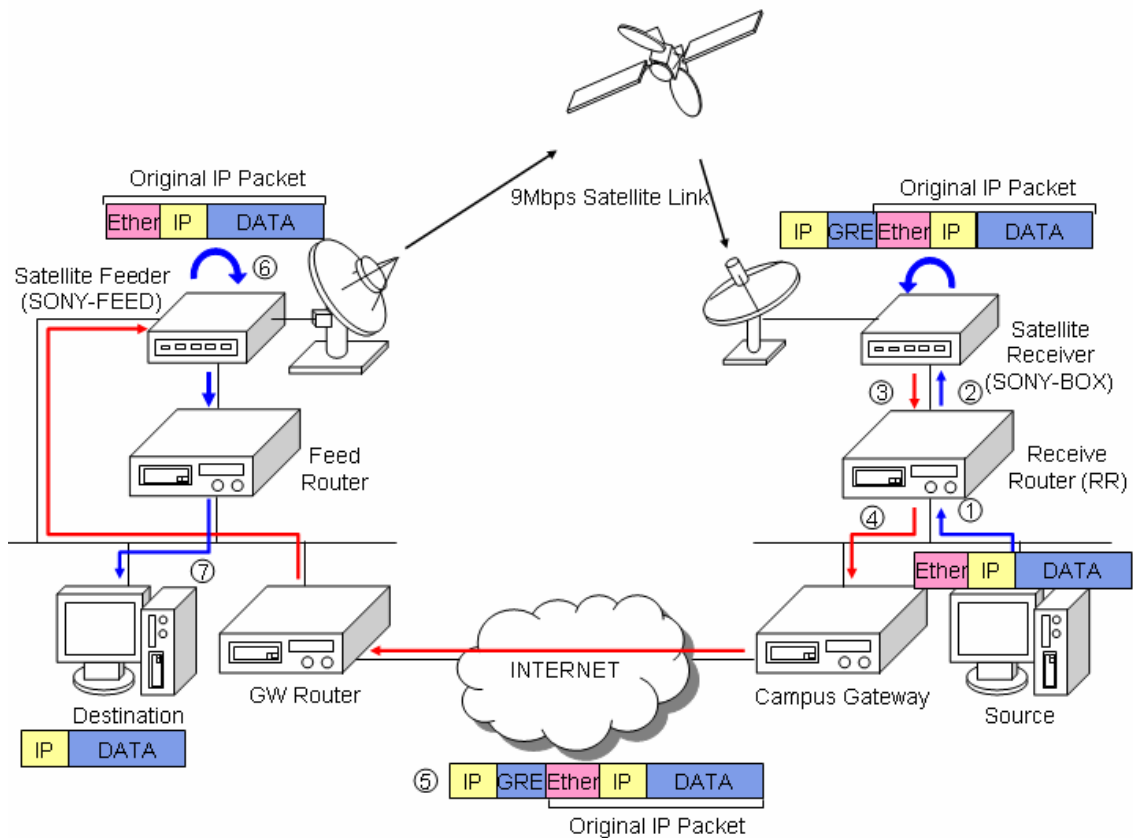 Original IP Packet
Ether IP DATA
9Mbps Satellite Link
Original IP Packet
IP GRE Ether IP DATA
Satellite Feeder
(SONY-FEED)
⑥
Satellite
Receiver
(SONY-BOX)
③ ②
Feed
Router
Receive
Router (RR)
④ ①
⑦
Ether IP DATA
INTERNET
GW Router
Campus Gateway
Source
Destination
IP DATA
⑤ IP GRE Ether IP DATA
Original IP Packet